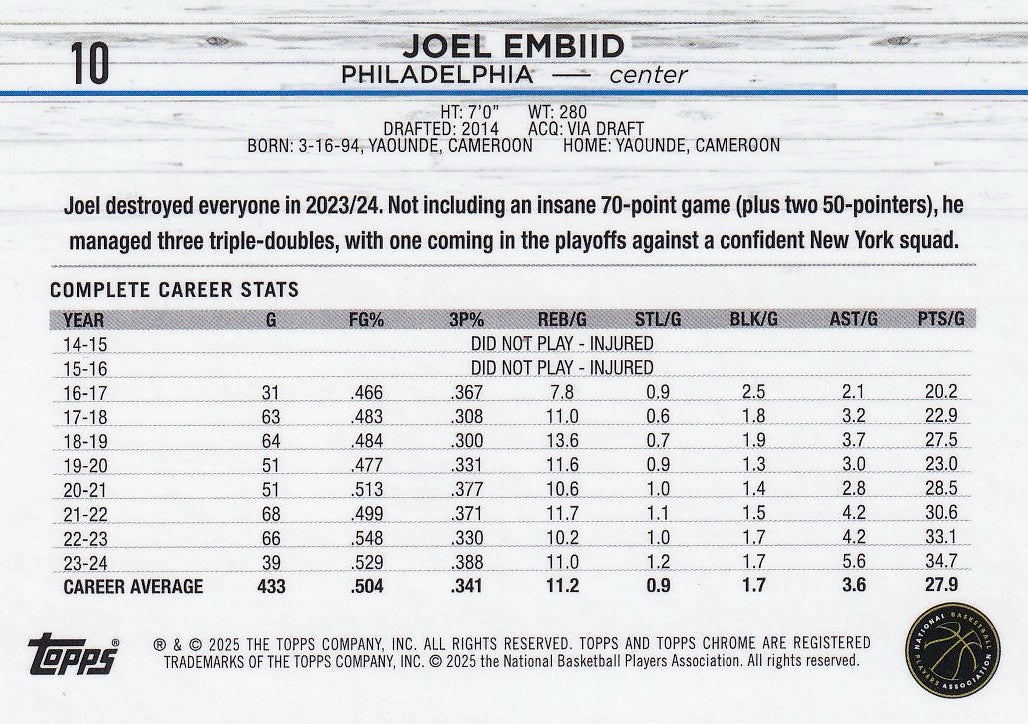 10
JOEL EMBIID
PHILADELPHIA — center
HT: 7'0" WT: 280
DRAFTED: 2014 ACQ: VIA DRAFT
BORN: 3-16-94, YAOUNDE, CAMEROON HOME: YAOUNDE, CAMEROON
Joel destroyed everyone in 2023/24. Not including an insane 70-point game (plus two 50-pointers), he
managed three triple-doubles, with one coming in the playoffs against a confident New York squad.
COMPLETE CAREER STATS
YEAR G FG% 3P% REB/G STL/G BLK/G AST/G PTS/G
14-15 DID NOT PLAY - INJURED
15-16 DID NOT PLAY - INJURED
16-17 31 .466 .367 7.8 0.9 2.5 2.1 20.2
17-18 63 .483 .308 11.0 0.6 1.8 3.2 22.9
18-19 64 .484 .300 13.6 0.7 1.9 3.7 27.5
19-20 51 .477 .331 11.6 0.9 1.3 3.0 23.0
20-21 51 .513 .377 10.6 1.0 1.4 2.8 28.5
21-22 68 .499 .371 11.7 1.1 1.5 4.2 30.6
22-23 66 .548 .330 10.2 1.0 1.7 4.2 33.1
23-24 39 .529 .388 11.0 1.2 1.7 5.6 34.7
CAREER AVERAGE 433 .504 .341 11.2 0.9 1.7 3.6 27.9
Topps®
® & © 2025 THE TOPPS COMPANY, INC. ALL RIGHTS RESERVED. TOPPS AND TOPPS CHROME ARE REGISTERED
TRADEMARKS OF THE TOPPS COMPANY, INC. © 2025 the National Basketball Players Association. All rights reserved.
NATIONAL BASKETBALL PLAYERS ASSOCIATION